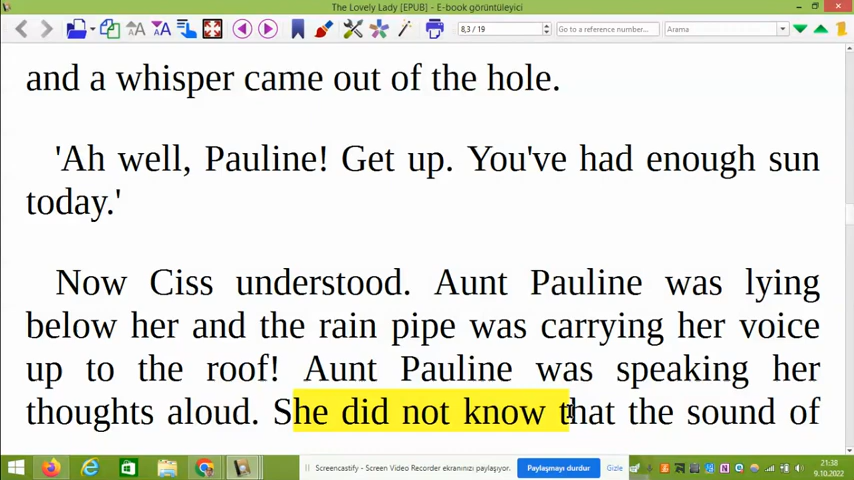 The Lovely Lady [EPUB] - E-book görüntüleyici
8,3 / 19
Go to a reference number...
Arama
and a whisper came out of the hole.
'Ah well, Pauline! Get up. You've had enough sun
today.'
Now Ciss understood. Aunt Pauline was lying
below her and the rain pipe was carrying her voice
up to the roof! Aunt Pauline was speaking her
thoughts aloud. She did not know that the sound of
Screencastify - Screen Video Recorder ekranınızı paylaşıyor.
Paylaşmayı durdur
Gizle
21:38
9.10.2022